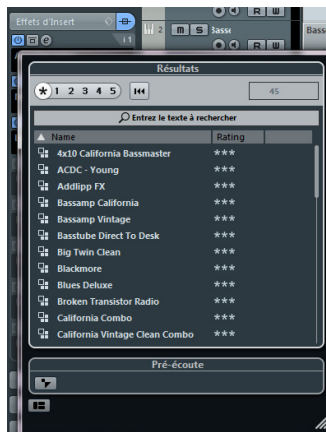 Effets d'Insert
e
i 1
2 M S Basse
R W
Bass
R W
Résultats
* 1 2 3 4 5
45
Entrez le texte à rechercher
Name Rating
4x10 California Bassmaster ***
ACDC - Young ***
Addlipp FX ***
Bassamp California ***
Bassamp Vintage ***
Basstube Direct To Desk ***
Big Twin Clean ***
Blackmore ***
Blues Deluxe ***
Broken Transistor Radio ***
California Combo ***
California Vintage Clean Combo ***
Pré-écoute